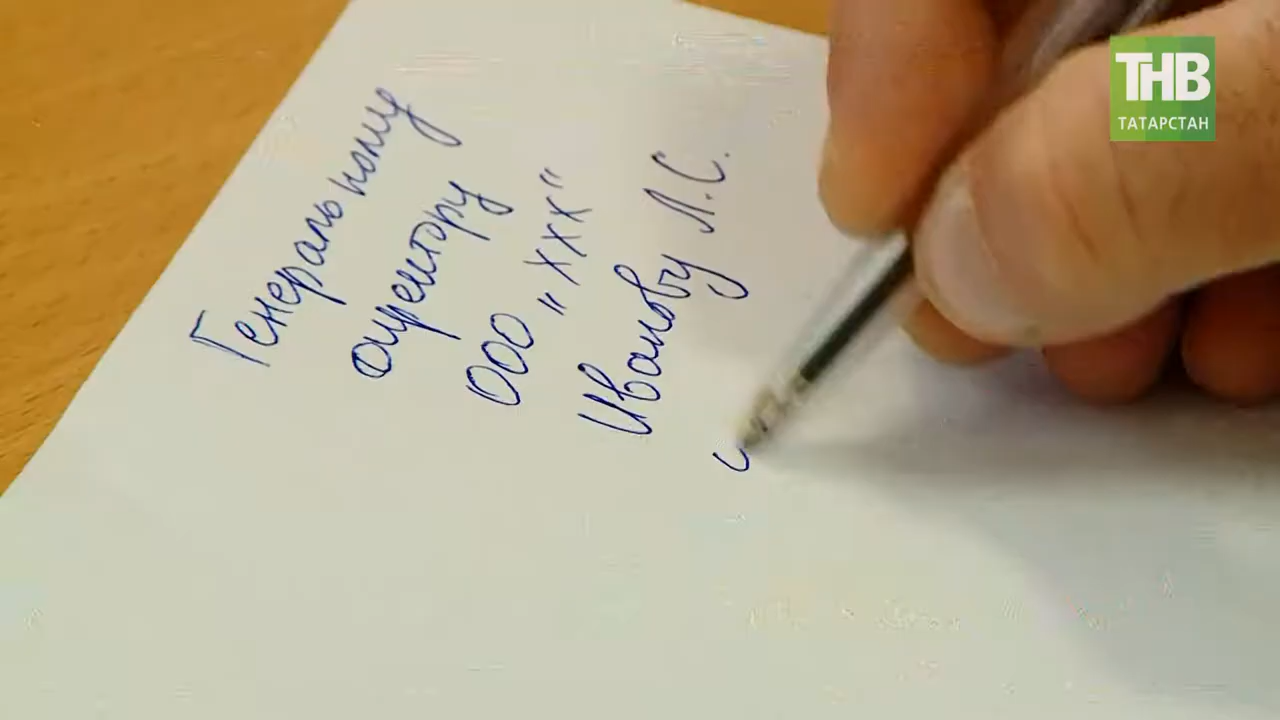 Генеральному
директору
ООО „ХХХ“
Иванову Л.С.
с
ТНВ
ТАТАРСТАН